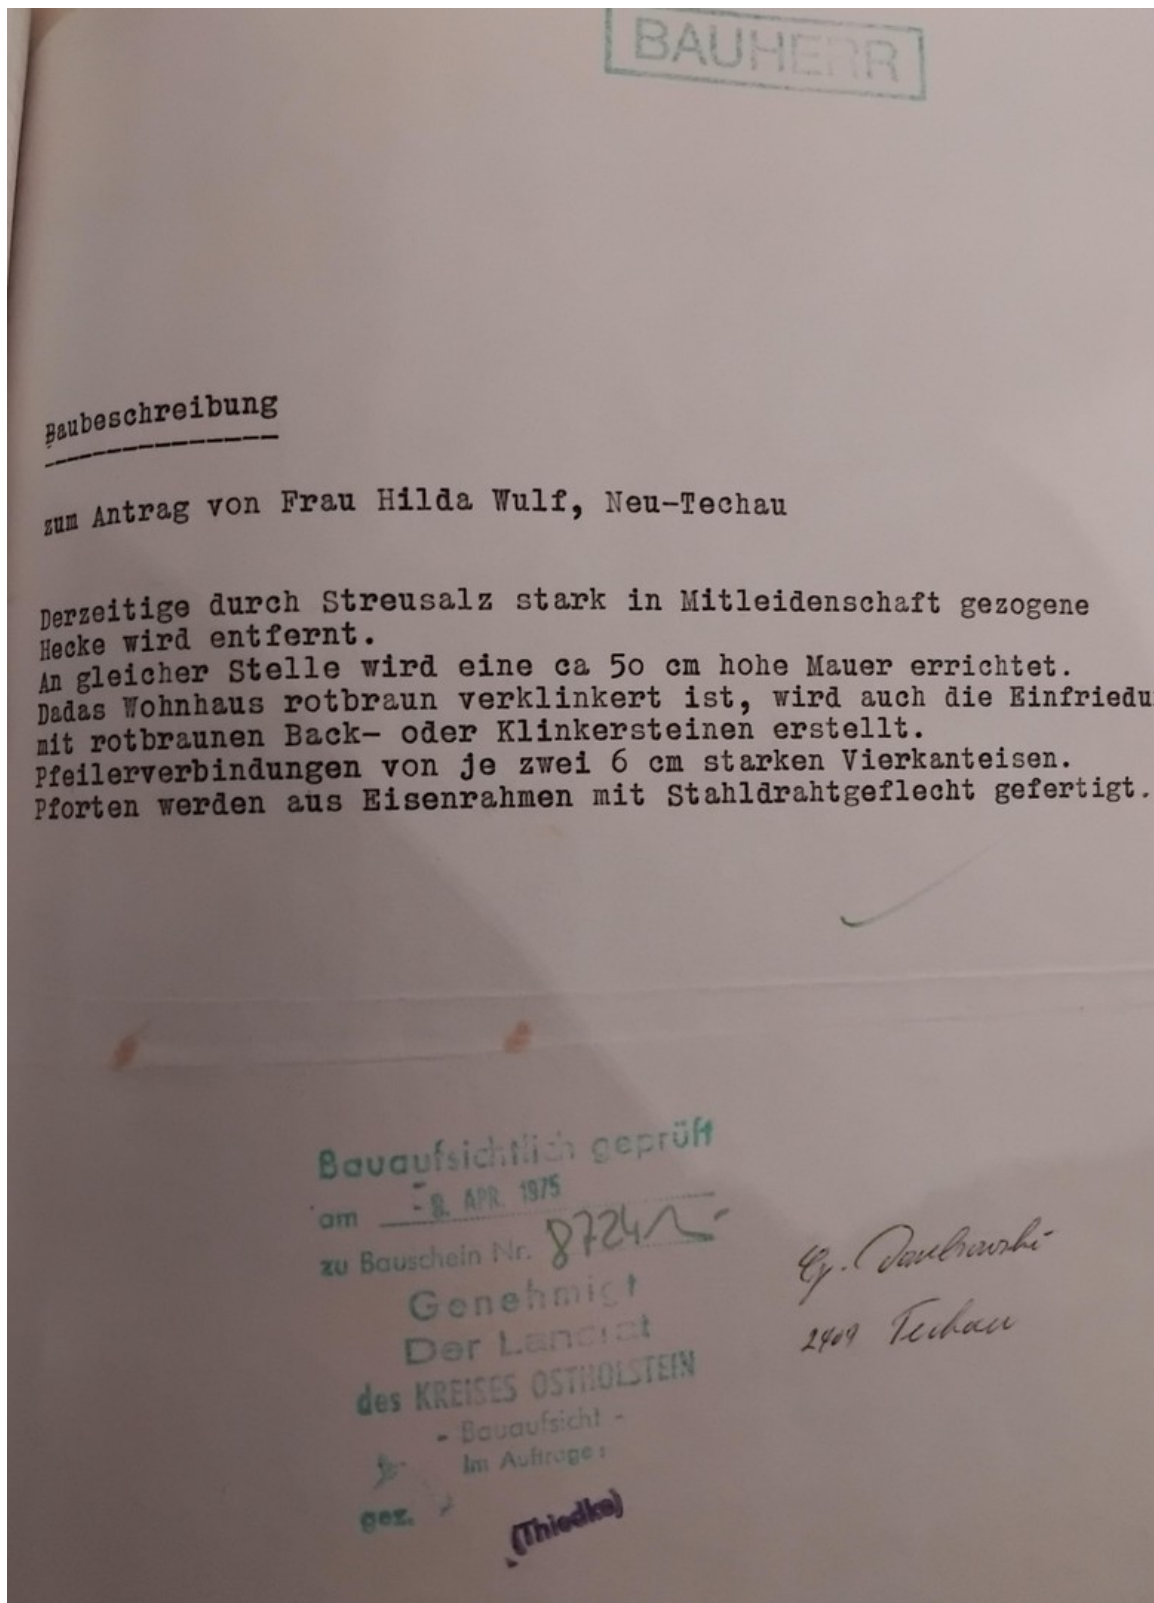 BAUHERR
Baubeschreibung
zum Antrag von Frau Hilda Wulf, Neu-Techau
Derzeitige durch Streusalz stark in Mitleidenschaft gezogene
Hecke wird entfernt.
An gleicher Stelle wird eine ca 50 cm hohe Mauer errichtet.
Dadas Wohnhaus rotbraun verklinkert ist, wird auch die Einfriedu
mit rotbraunen Back- oder Klinkersteinen erstellt.
Pfeilerverbindungen von je zwei 6 cm starken Vierkanteisen.
Pforten werden aus Eisenrahmen mit Stahldrahtgeflecht gefertigt.
Bauaufsichtlich geprüft
am -8. APR. 1975
zu Bauschein Nr. 8724
Genehmigt
Der Landrat
des KREISES OSTHOLSTEIN
- Bauaufsicht -
Im Auftrage:
gez.
(Thiedke)
2409 Techau